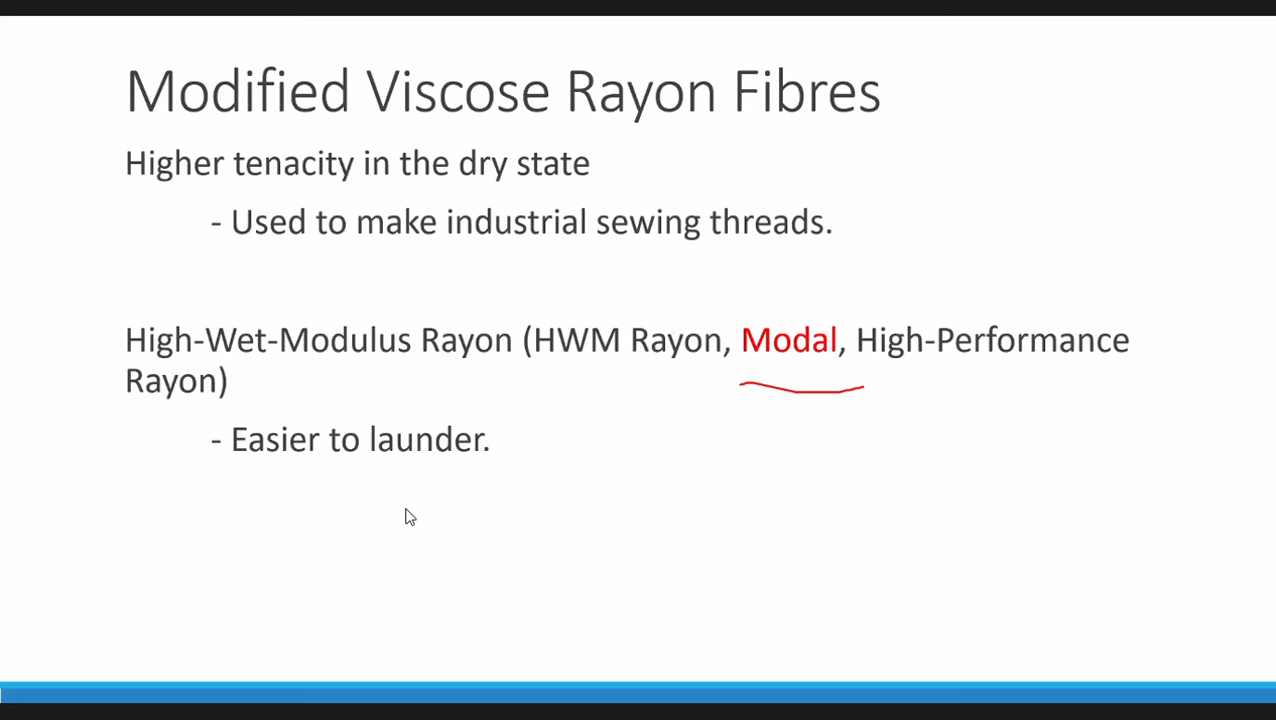 Modified Viscose Rayon Fibres
Higher tenacity in the dry state
- Used to make industrial sewing threads.
High-Wet-Modulus Rayon (HWM Rayon, Modal, High-Performance
Rayon)
- Easier to launder.